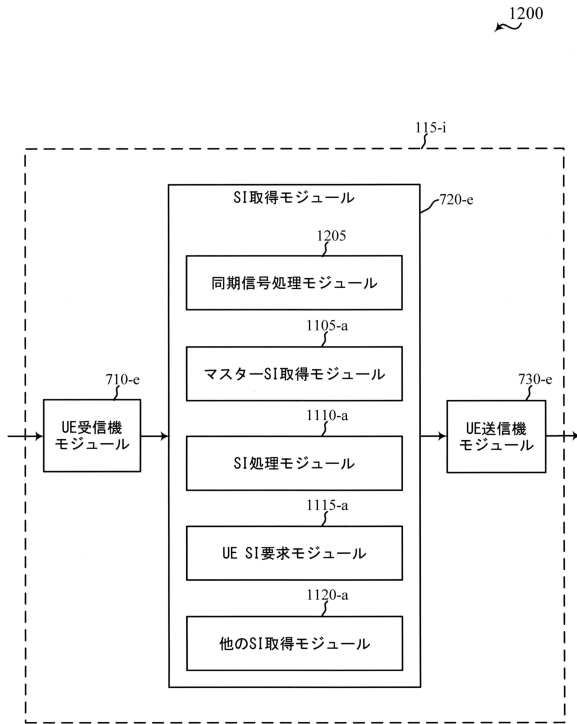 1200
115-i
SI取得モジュール
720-e
1205
同期信号処理モジュール
1105-a
マスターSI取得モジュール
710-e
UE受信機
モジュール
1110-a
SI処理モジュール
730-e
UE送信機
モジュール
1115-a
UE SI要求モジュール
1120-a
他のSI取得モジュール